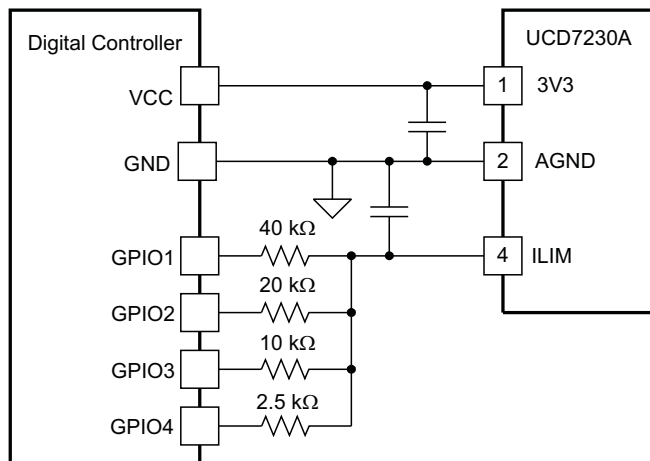 Digital Controller
UCD7230A
VCC
1
3V3
GND
2
AGND
40 kΩ
GPIO1
4
ILIM
20 kΩ
GPIO2
10 kΩ
GPIO3
2.5 kΩ
GPIO4